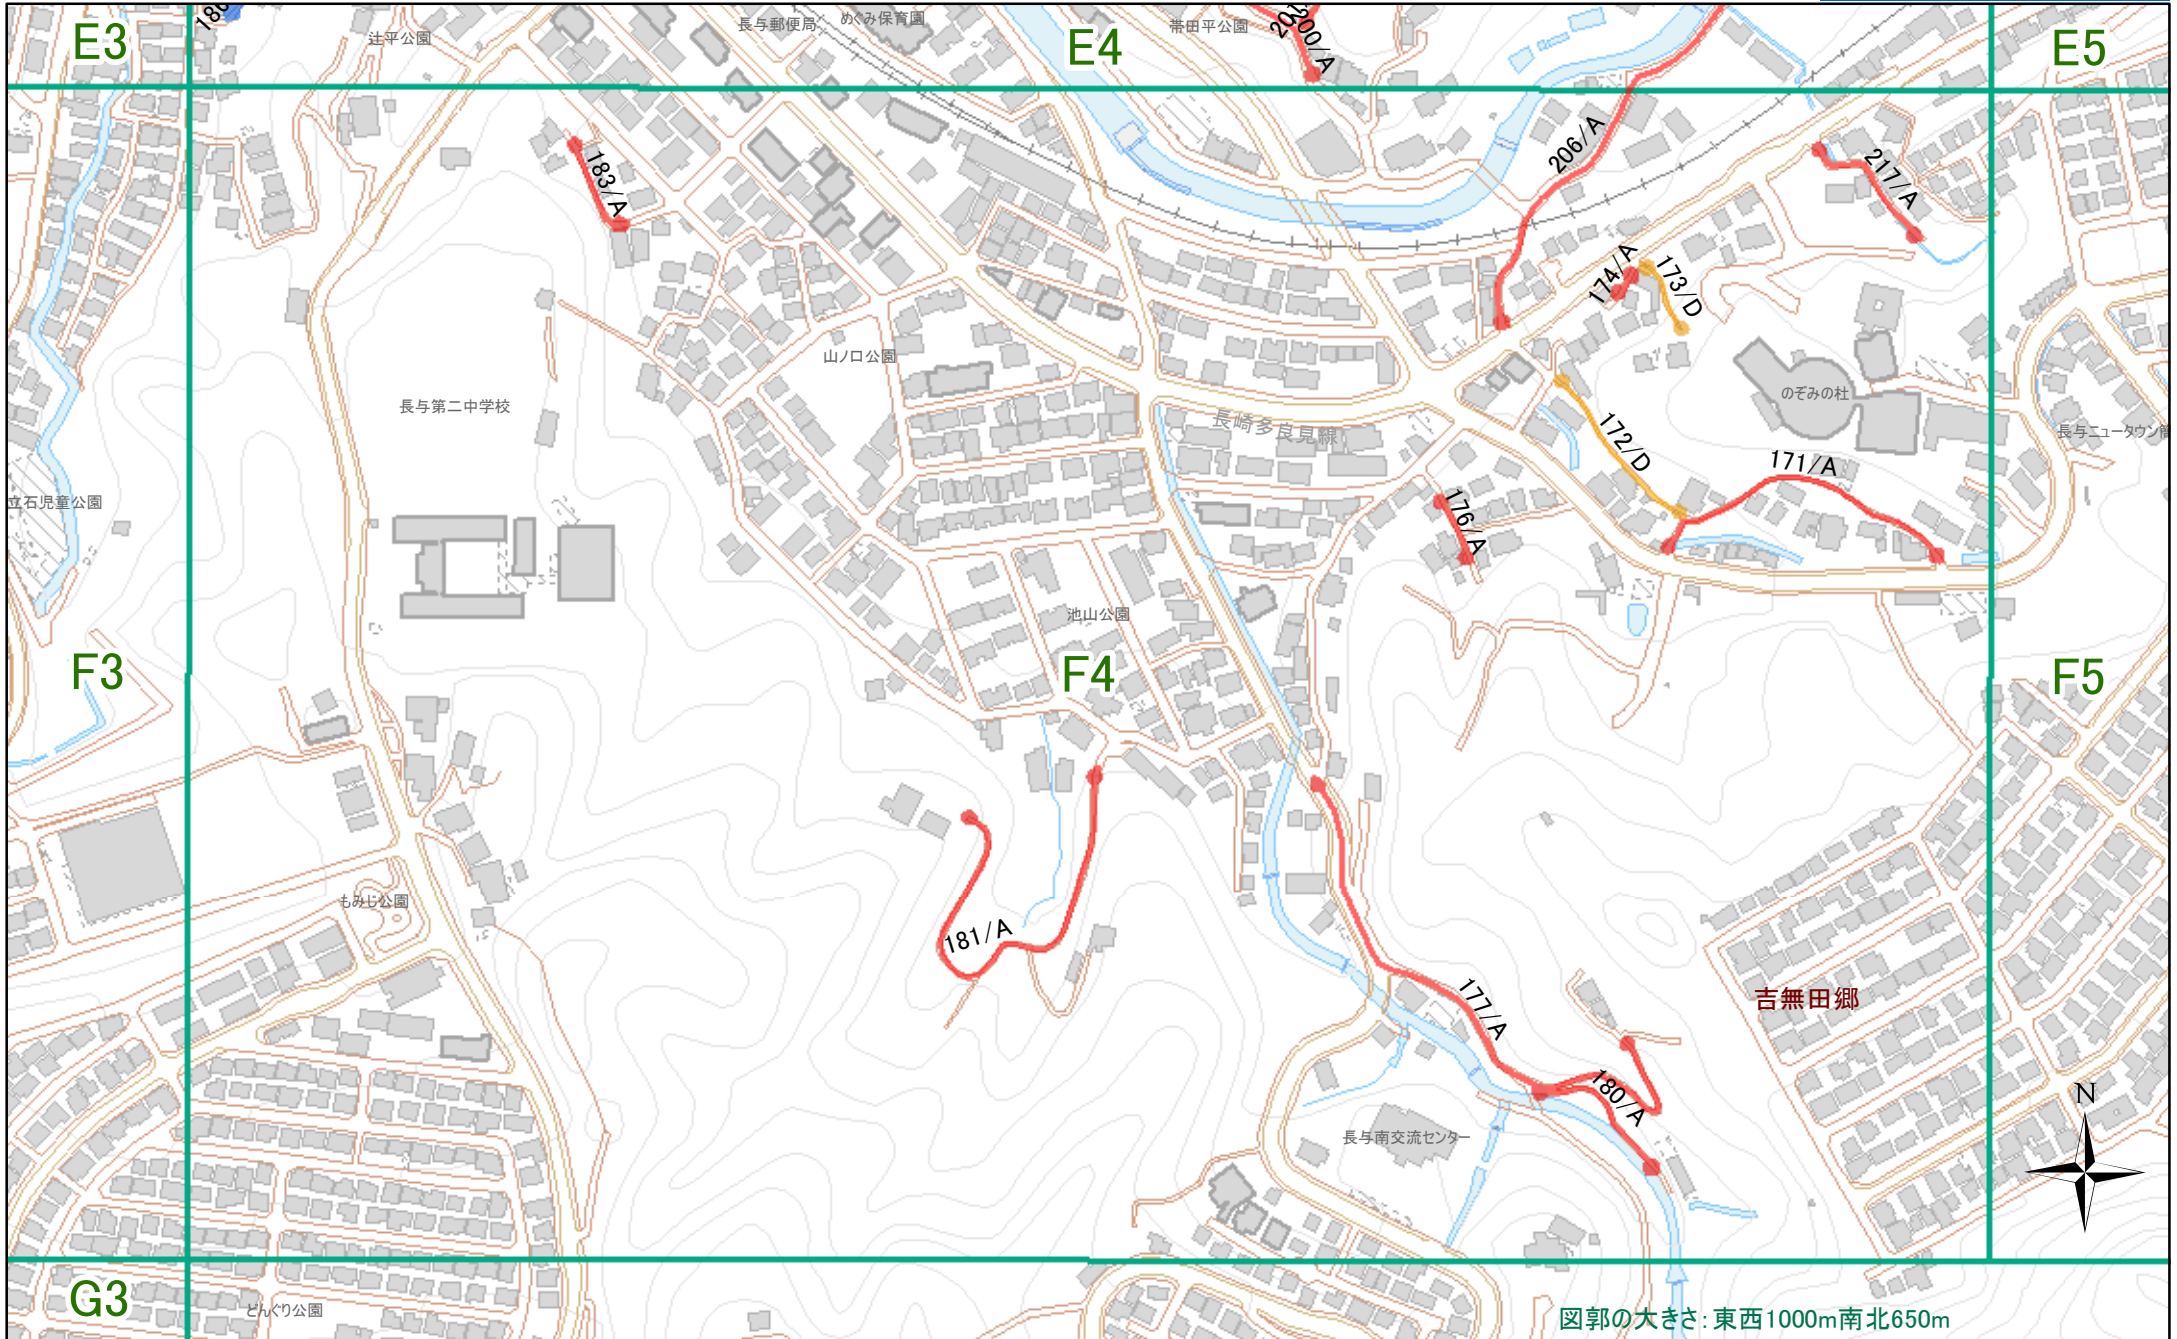 E3
E4
E5
辻平公園
長与郵便局
めぐみ保育園
帯田平公園
200/A
183/A
206/A
217/A
174/A
173/D
山ノ口公園
長与第二中学校
のぞみの杜
長崎多良見線
長与ニュータウン
172/D
171/A
176/A
立石児童公園
池山公園
F3
F4
F5
もみじ公園
181/A
177/A
吉無田郷
180/A
長与南交流センター
N
G3
どんぐり公園
図郭の大きさ：東西1000m南北650m